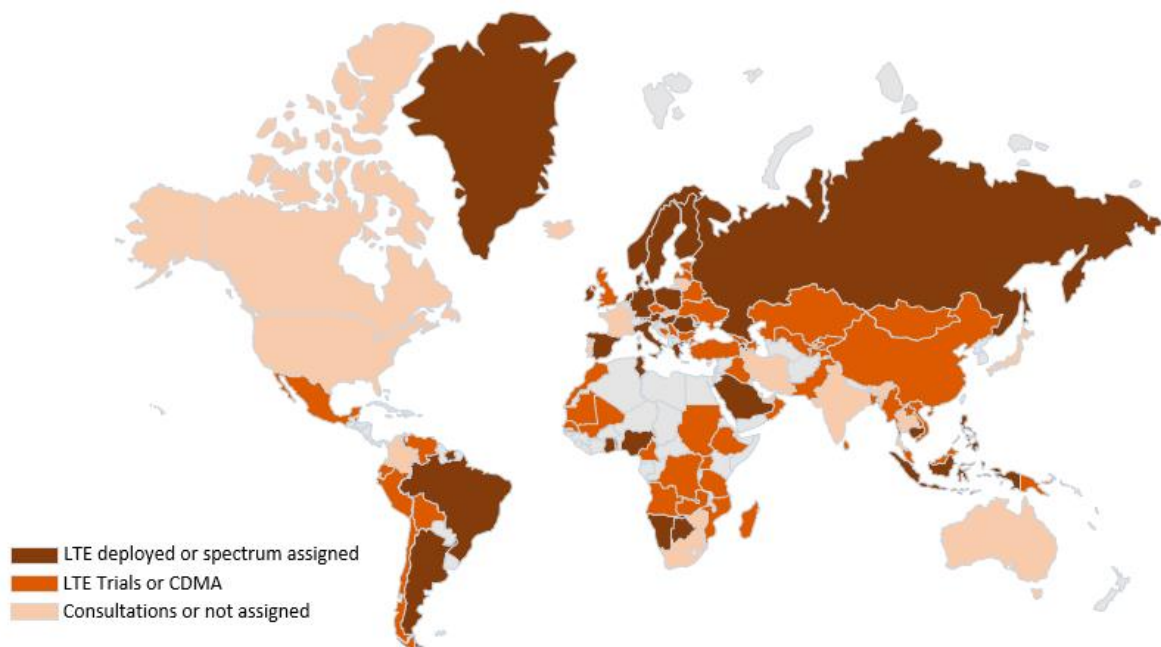 LTE deployed or spectrum assigned
LTE Trials or CDMA
Consultations or not assigned